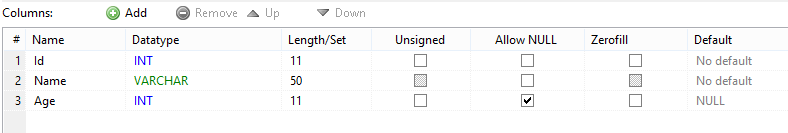 Columns: Add Remove Up Down
# Name Datatype Length/Set Unsigned Allow NULL Zerofill Default
1 Id INT 11 No default
2 Name VARCHAR 50 No default
3 Age INT 11 NULL